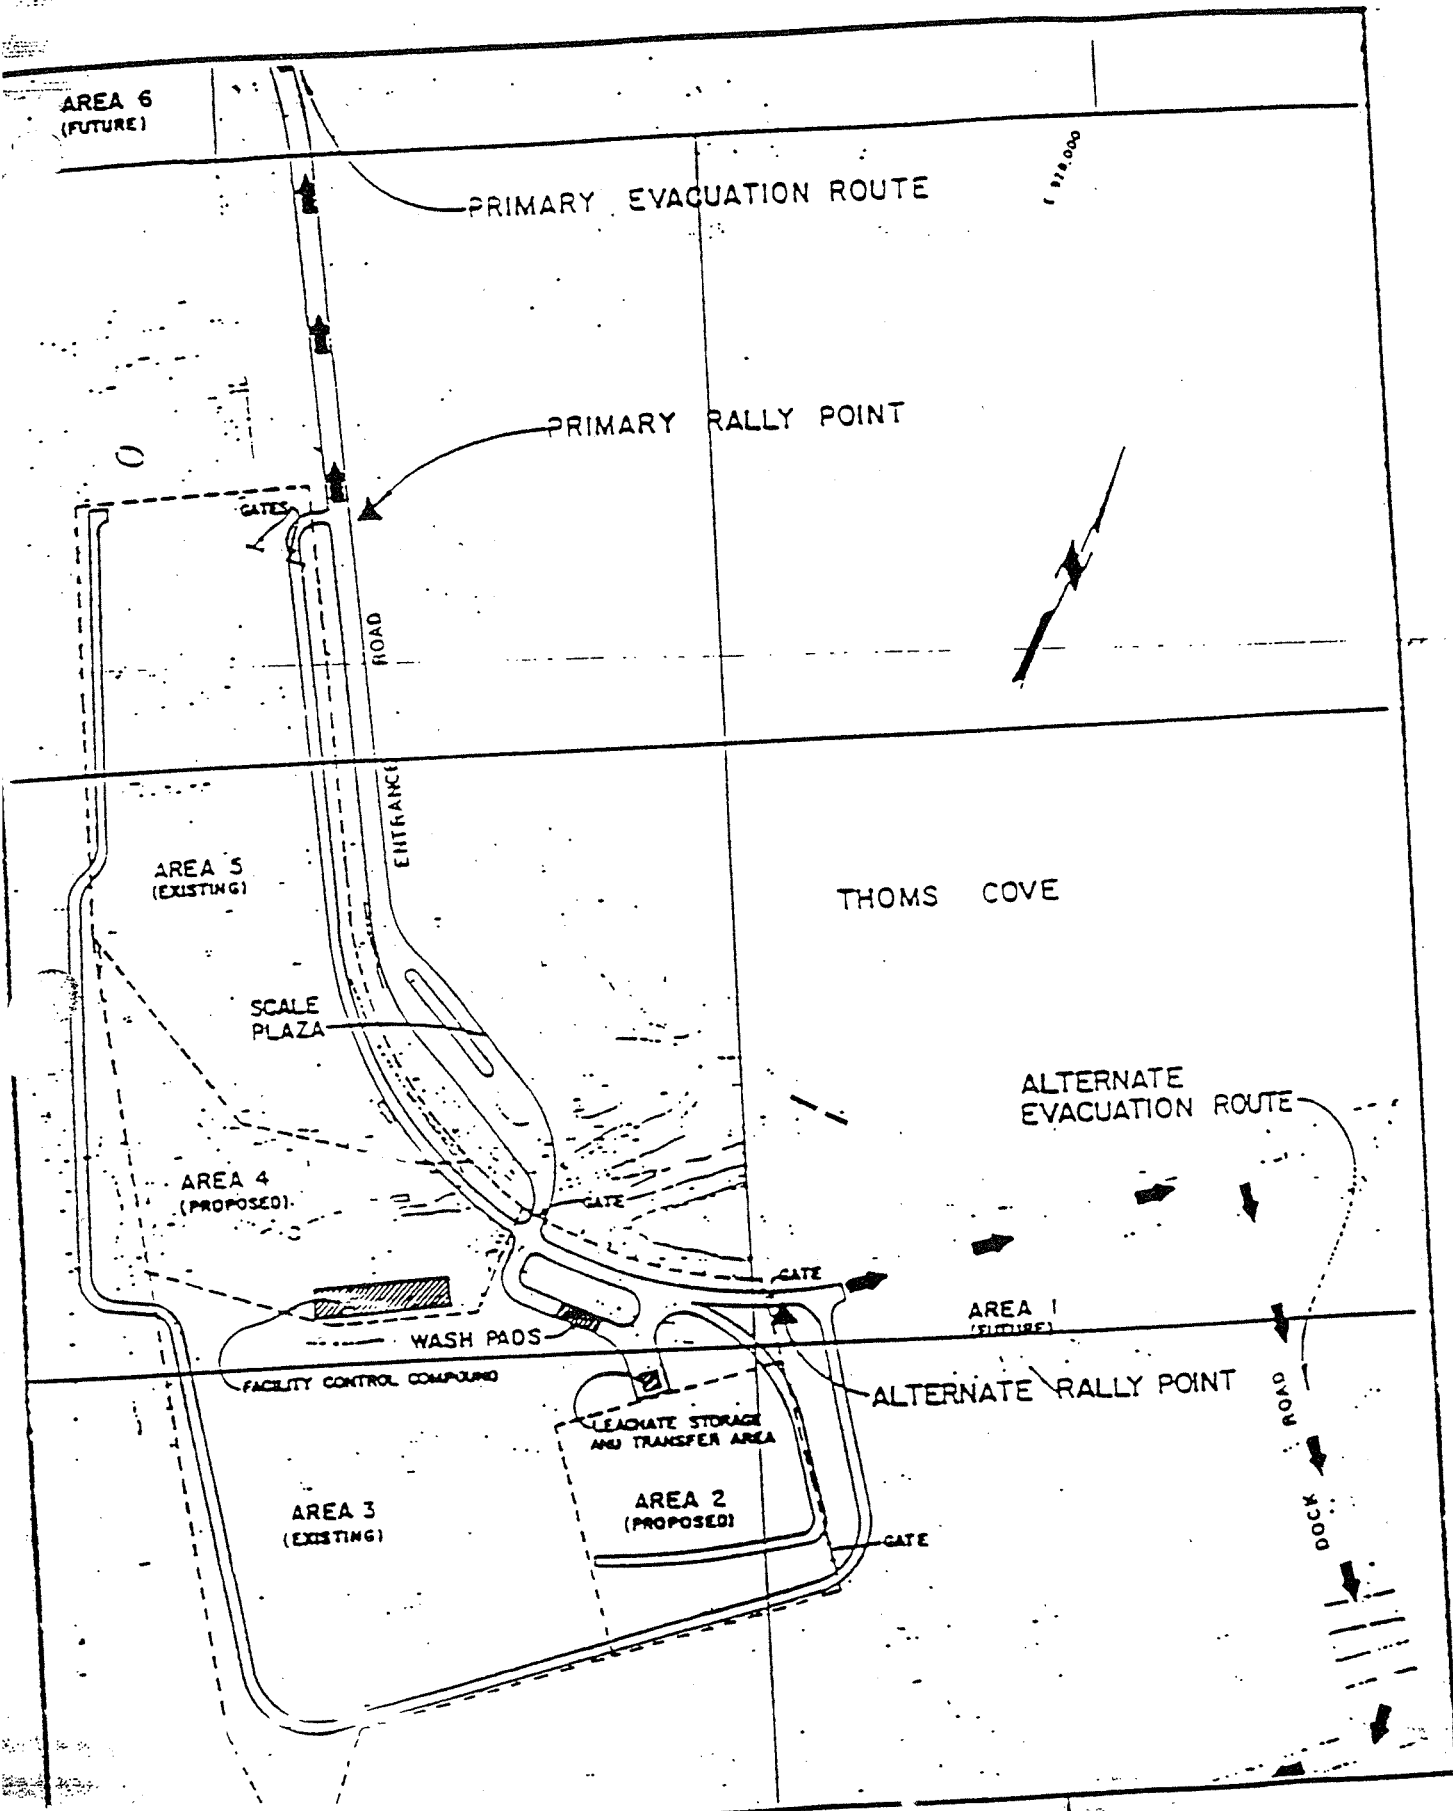 AREA 6
(FUTURE)
PRIMARY EVACUATION ROUTE
PRIMARY RALLY POINT
GATES
ENTRANCE ROAD
AREA 5
(EXISTING)
THOMS COVE
SCALE
PLAZA
ALTERNATE
EVACUATION ROUTE
AREA 4
(PROPOSED)
GATE
GATE
AREA 1
(FUTURE)
WASH PADS
FACILITY CONTROL COMPOUND
ALTERNATE RALLY POINT
LEACHATE STORAGE
AND TRANSFER AREA
DOCK ROAD
AREA 3
(EXISTING)
AREA 2
(PROPOSED)
GATE